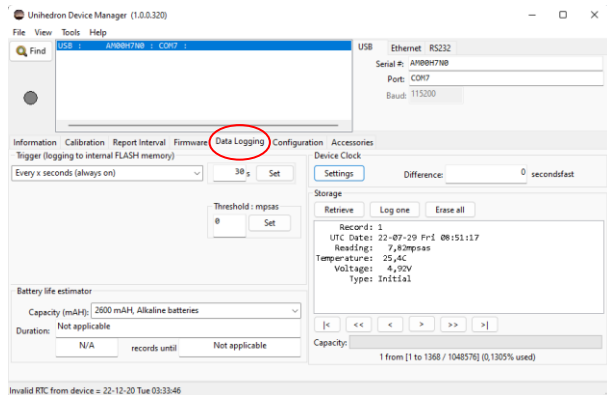 Unihedron Device Manager (1.0.0.320)
File View Tools Help
Find
USB : AM00H7N0 : COM7 :
USB Ethernet RS232
Serial #: AM00H7N0
Port: COM7
Baud: 115200
Information Calibration Report Interval Firmware Data Logging Configuration Accessories
Trigger (logging to internal FLASH memory)
Every x seconds (always on)
30 s Set
Threshold : mpsas
0 Set
Battery life estimator
Capacity (mAH): 2600 mAH, Alkaline batteries
Duration: Not applicable
N/A records until Not applicable
Device Clock
Settings Difference: 0 secondsfast
Storage
Retrieve Log one Erase all
Record: 1
UTC Date: 22-07-29 Fri 08:51:17
Reading: 7,82mpsas
Temperature: 25,4C
Voltage: 4,92V
Type: Initial
|< << < > >> >|
Capacity:
1 from [1 to 1368 / 1048576] (0,1305% used)
Invalid RTC from device = 22-12-20 Tue 03:33:46